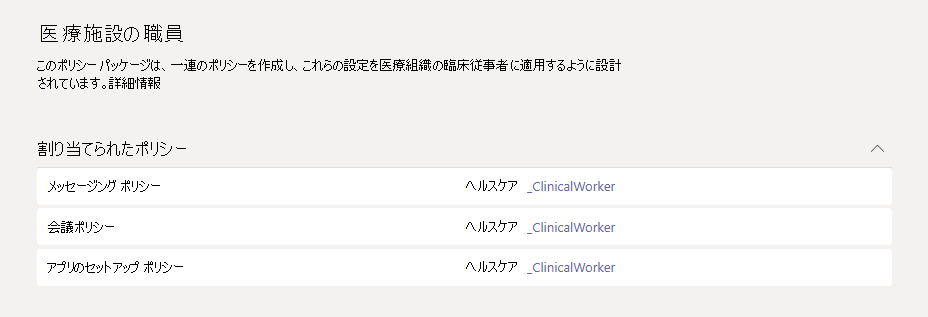 医療施設の職員
このポリシー パッケージは、一連のポリシーを作成し、これらの設定を医療組織の臨床従事者に適用するように設計
されています。詳細情報
割り当てられたポリシー
メッセージング ポリシー ヘルスケア _ClinicalWorker
会議ポリシー ヘルスケア _ClinicalWorker
アプリのセットアップ ポリシー ヘルスケア _ClinicalWorker